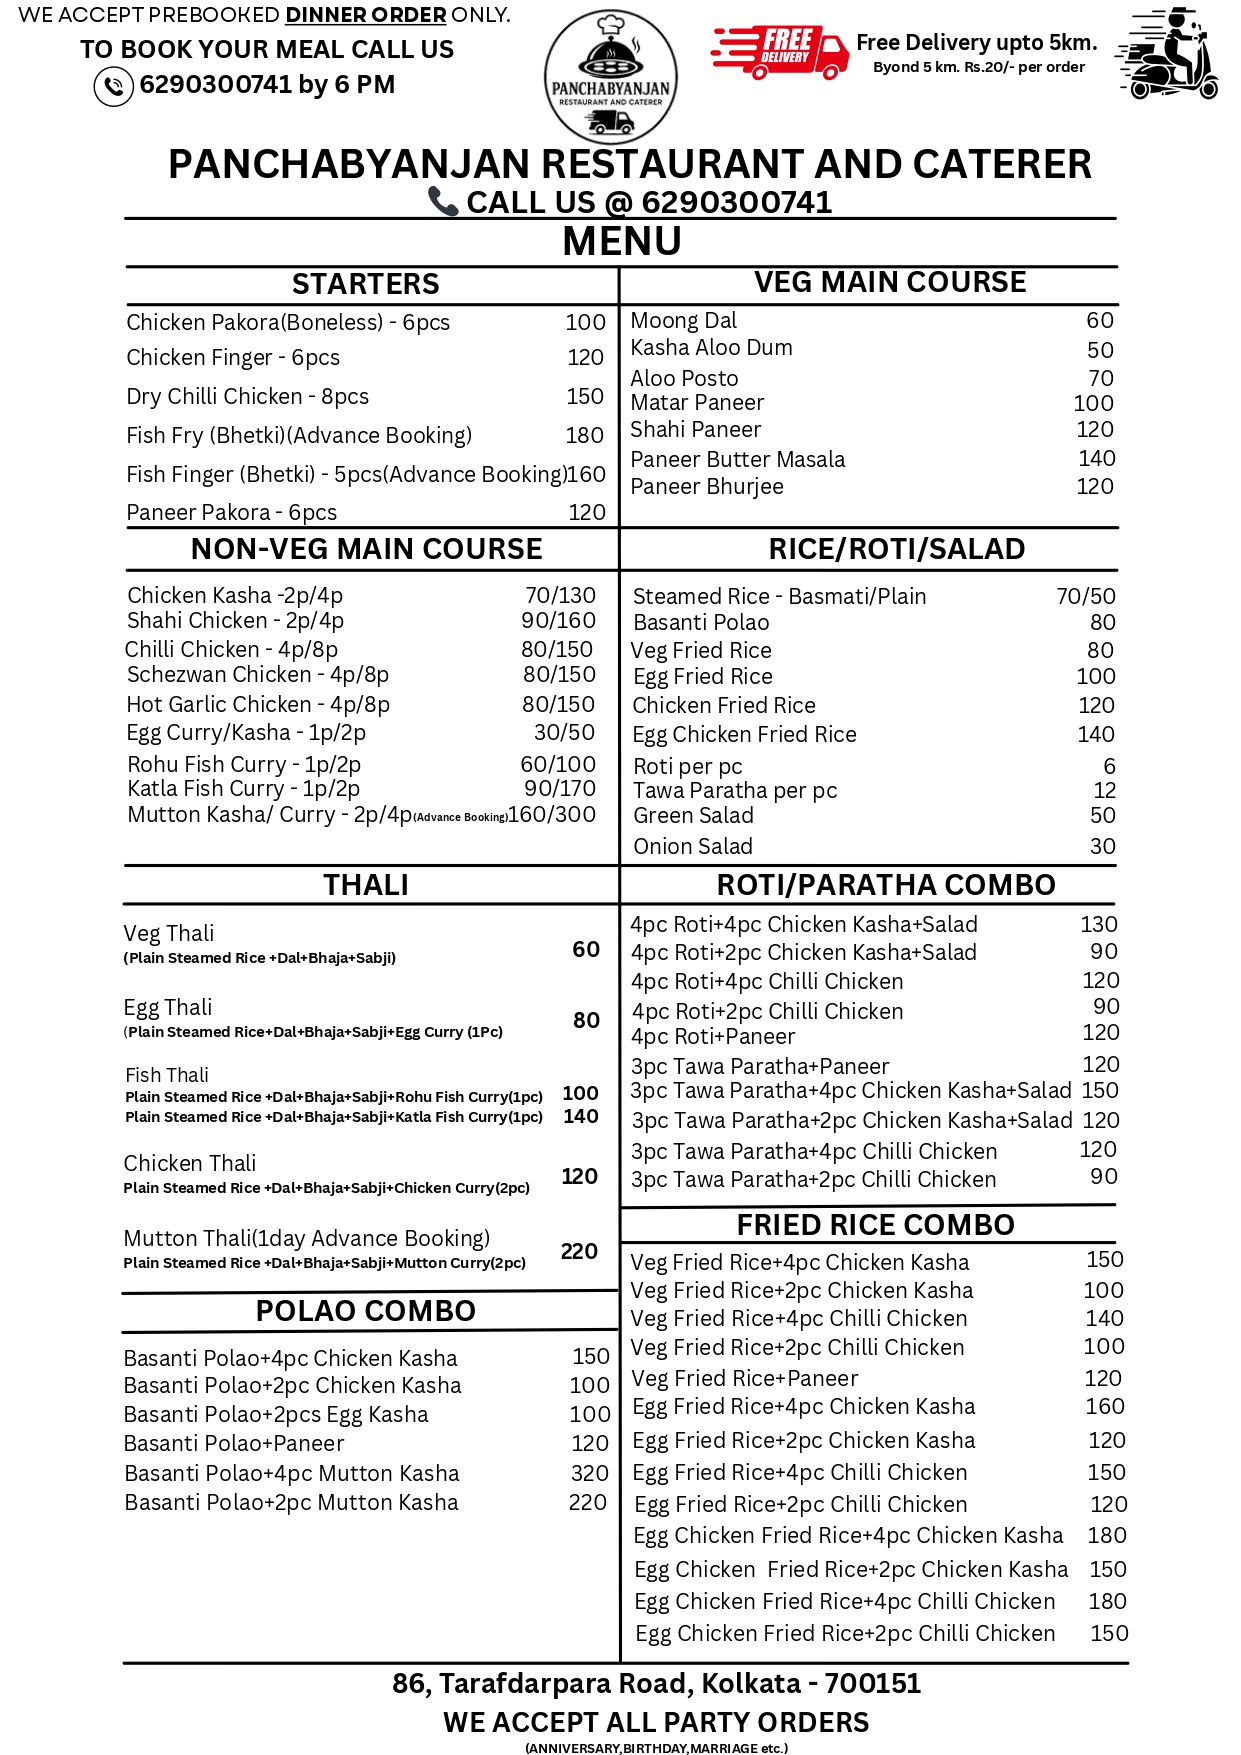 WE ACCEPT PREBOOKED DINNER ORDER ONLY.
TO BOOK YOUR MEAL CALL US
6290300741 by 6 PM
PANCHABYANJAN
RESTAURANT AND CATERER
FREE
DELIVERY
Free Delivery upto 5km.
Byond 5 km. Rs.20/- per order
PANCHABYANJAN RESTAURANT AND CATERER
CALL US @ 6290300741
MENU
STARTERS
Chicken Pakora(Boneless) - 6pcs 100
Chicken Finger - 6pcs 120
Dry Chilli Chicken - 8pcs 150
Fish Fry (Bhetki)(Advance Booking) 180
Fish Finger (Bhetki) - 5pcs(Advance Booking)160
Paneer Pakora - 6pcs 120
VEG MAIN COURSE
Moong Dal 60
Kasha Aloo Dum 50
Aloo Posto 70
Matar Paneer 100
Shahi Paneer 120
Paneer Butter Masala 140
Paneer Bhurjee 120
NON-VEG MAIN COURSE
Chicken Kasha -2p/4p 70/130
Shahi Chicken - 2p/4p 90/160
Chilli Chicken - 4p/8p 80/150
Schezwan Chicken - 4p/8p 80/150
Hot Garlic Chicken - 4p/8p 80/150
Egg Curry/Kasha - 1p/2p 30/50
Rohu Fish Curry - 1p/2p 60/100
Katla Fish Curry - 1p/2p 90/170
Mutton Kasha/ Curry - 2p/4p(Advance Booking)160/300
RICE/ROTI/SALAD
Steamed Rice - Basmati/Plain 70/50
Basanti Polao 80
Veg Fried Rice 80
Egg Fried Rice 100
Chicken Fried Rice 120
Egg Chicken Fried Rice 140
Roti per pc 6
Tawa Paratha per pc 12
Green Salad 50
Onion Salad 30
THALI
Veg Thali
(Plain Steamed Rice +Dal+Bhaja+Sabji) 60
Egg Thali
(Plain Steamed Rice+Dal+Bhaja+Sabji+Egg Curry (1Pc) 80
Fish Thali
Plain Steamed Rice +Dal+Bhaja+Sabji+Rohu Fish Curry(1pc) 100
Plain Steamed Rice +Dal+Bhaja+Sabji+Katla Fish Curry(1pc) 140
Chicken Thali
Plain Steamed Rice +Dal+Bhaja+Sabji+Chicken Curry(2pc) 120
Mutton Thali(1day Advance Booking)
Plain Steamed Rice +Dal+Bhaja+Sabji+Mutton Curry(2pc) 220
POLAO COMBO
Basanti Polao+4pc Chicken Kasha 150
Basanti Polao+2pc Chicken Kasha 100
Basanti Polao+2pcs Egg Kasha 100
Basanti Polao+Paneer 120
Basanti Polao+4pc Mutton Kasha 320
Basanti Polao+2pc Mutton Kasha 220
ROTI/PARATHA COMBO
4pc Roti+4pc Chicken Kasha+Salad 130
4pc Roti+2pc Chicken Kasha+Salad 90
4pc Roti+4pc Chilli Chicken 120
4pc Roti+2pc Chilli Chicken 90
4pc Roti+Paneer 120
3pc Tawa Paratha+Paneer 120
3pc Tawa Paratha+4pc Chicken Kasha+Salad 150
3pc Tawa Paratha+2pc Chicken Kasha+Salad 120
3pc Tawa Paratha+4pc Chilli Chicken 120
3pc Tawa Paratha+2pc Chilli Chicken 90
FRIED RICE COMBO
Veg Fried Rice+4pc Chicken Kasha 150
Veg Fried Rice+2pc Chicken Kasha 100
Veg Fried Rice+4pc Chilli Chicken 140
Veg Fried Rice+2pc Chilli Chicken 100
Veg Fried Rice+Paneer 120
Egg Fried Rice+4pc Chicken Kasha 160
Egg Fried Rice+2pc Chicken Kasha 120
Egg Fried Rice+4pc Chilli Chicken 150
Egg Fried Rice+2pc Chilli Chicken 120
Egg Chicken Fried Rice+4pc Chicken Kasha 180
Egg Chicken Fried Rice+2pc Chicken Kasha 150
Egg Chicken Fried Rice+4pc Chilli Chicken 180
Egg Chicken Fried Rice+2pc Chilli Chicken 150
86, Tarafdarpara Road, Kolkata - 700151
WE ACCEPT ALL PARTY ORDERS
(ANNIVERSARY,BIRTHDAY,MARRIAGE etc.)